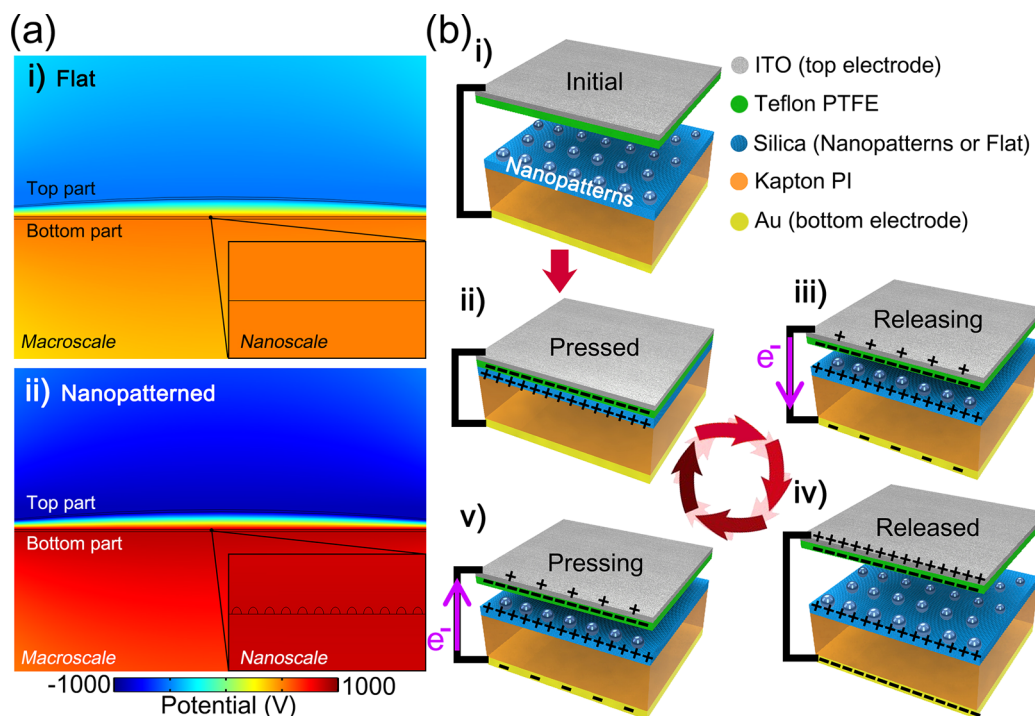 (a)
i) Flat
Top part
Bottom part
Macroscale
Nanoscale
ii) Nanopatterned
Top part
Bottom part
Macroscale
Nanoscale
-1000
1000
Potential (V)
(b)
i)
Initial
Nanopatterns
ITO (top electrode)
Teflon PTFE
Silica (Nanopatterns or Flat)
Kapton PI
Au (bottom electrode)
ii)
Pressed
iii)
Releasing
e-
iv)
Released
v)
Pressing
e-